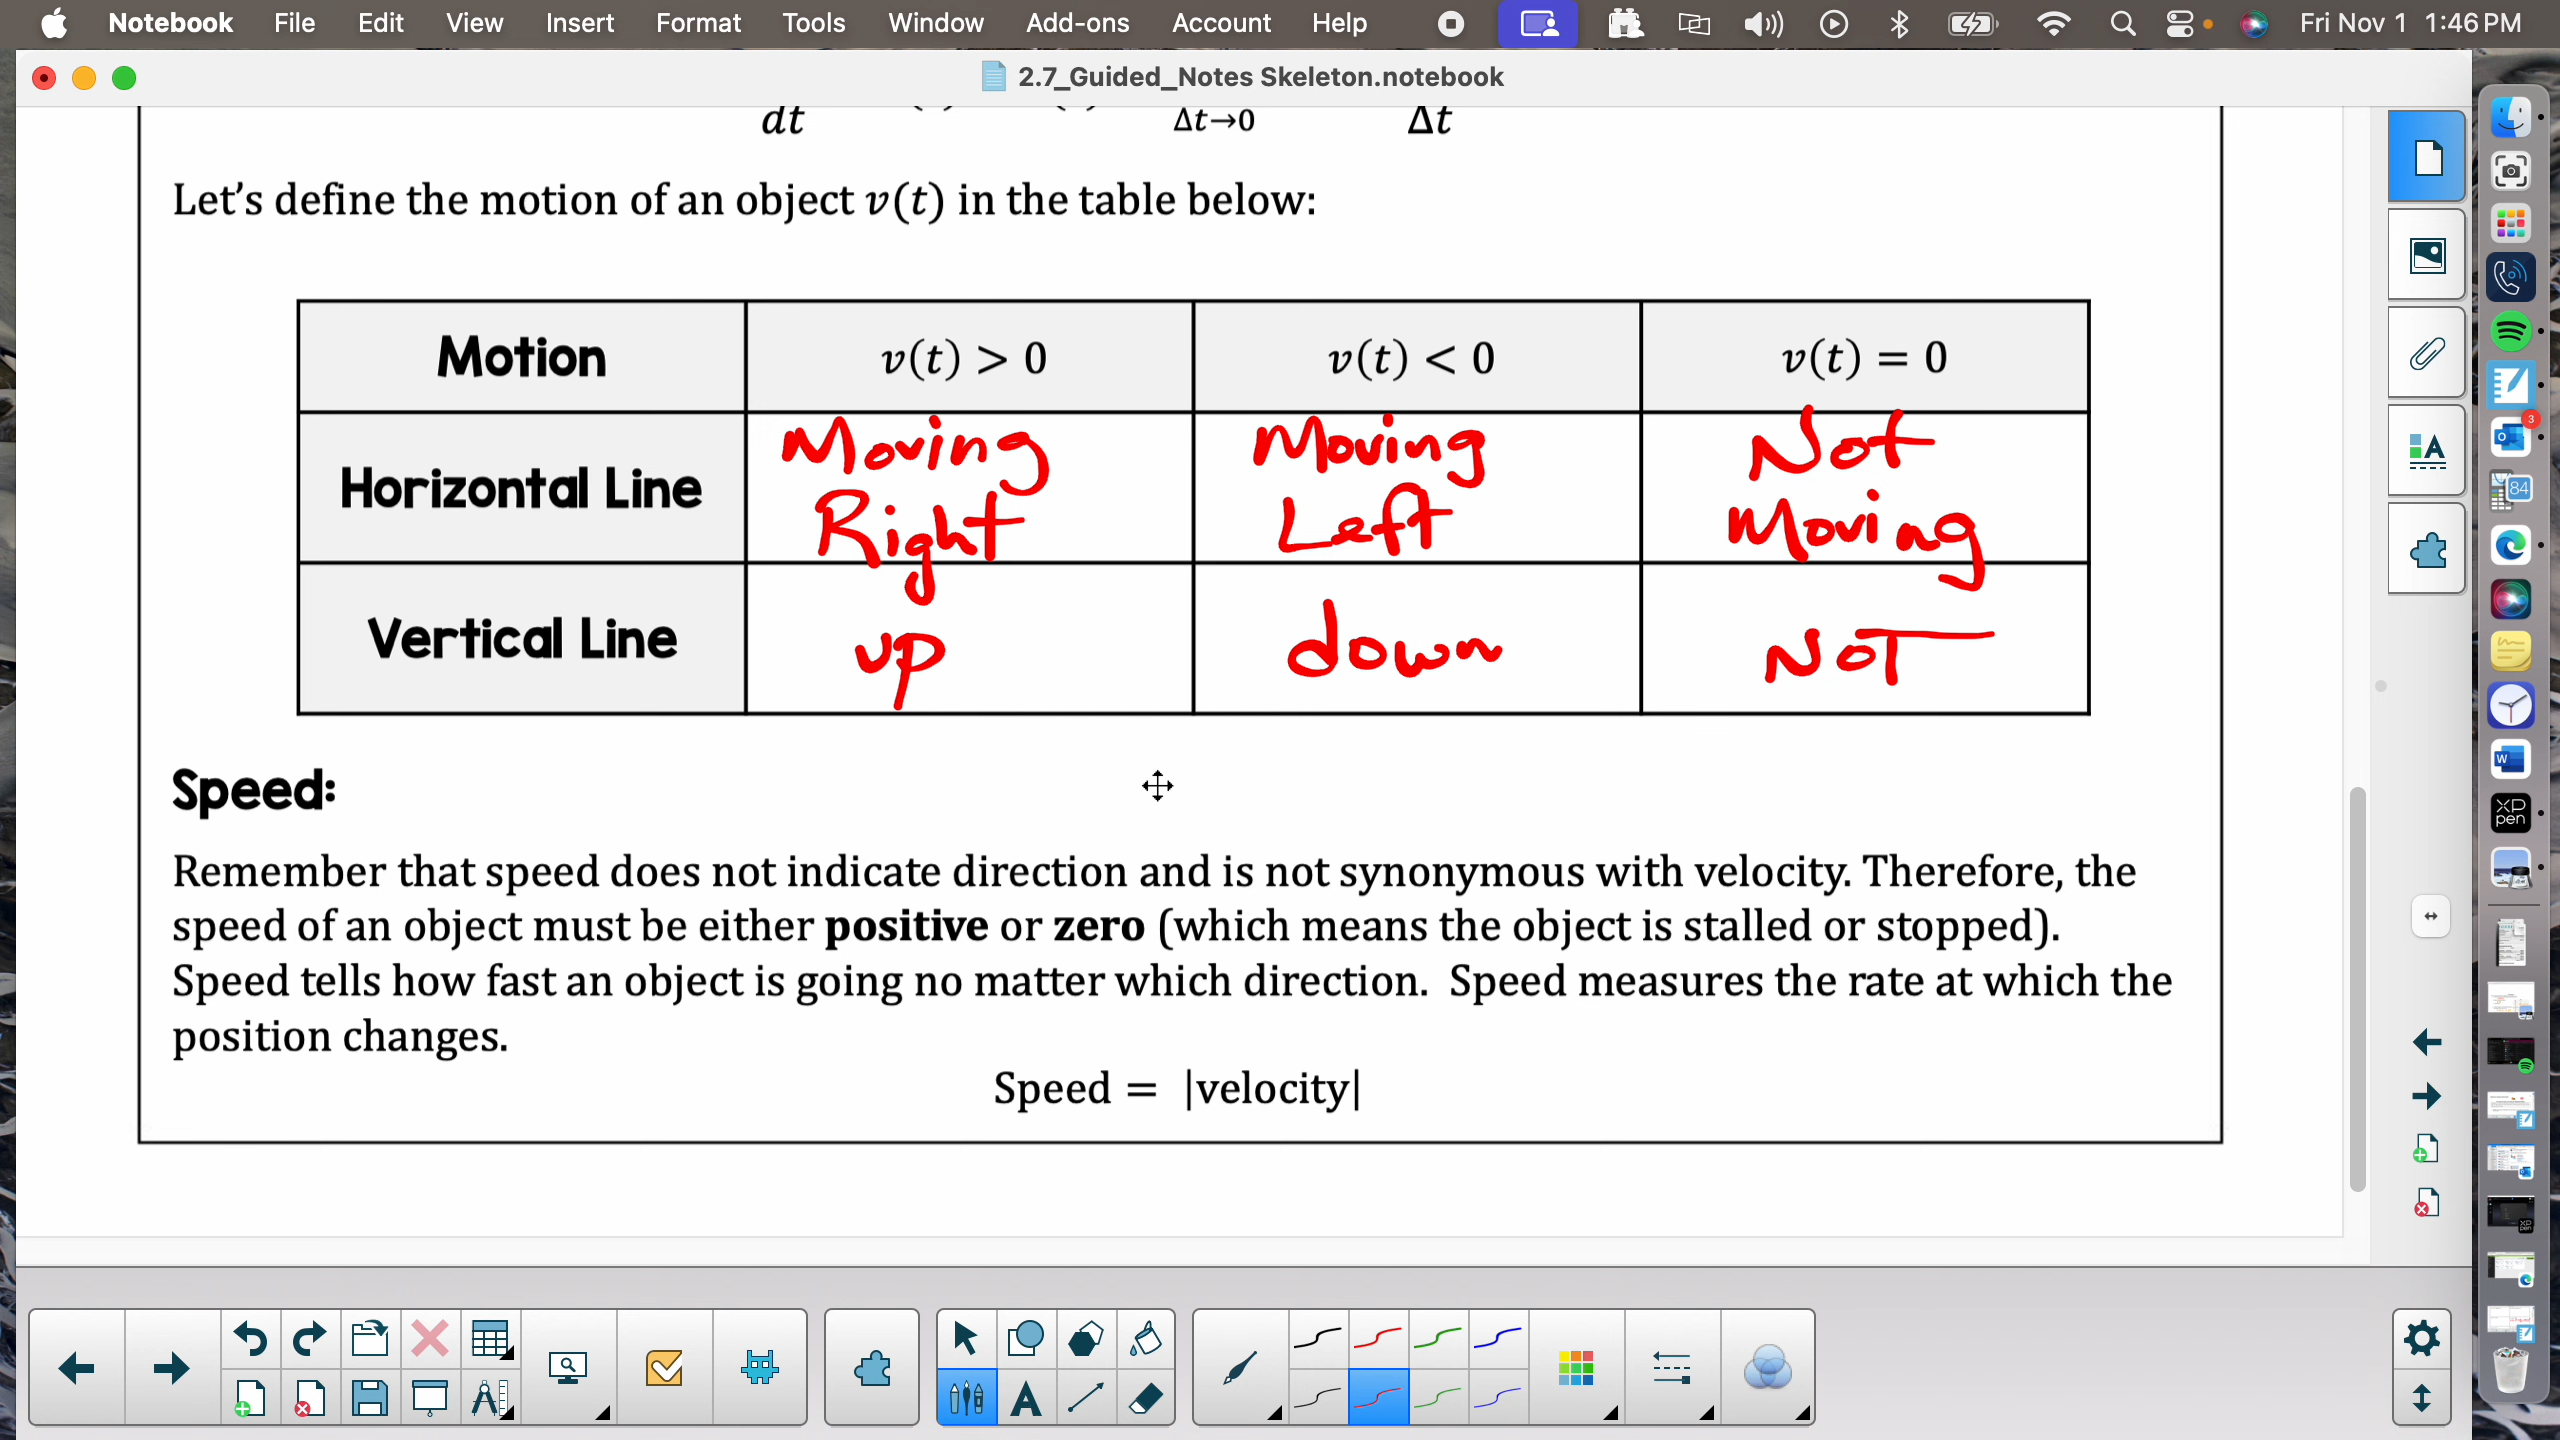 Notebook File Edit View Insert Format Tools Window Add-ons Account Help Fri Nov 1 1:46 PM
2.7_Guided_Notes Skeleton.notebook
dt Δt→0 Δt
Let's define the motion of an object v(t) in the table below:
Motion v(t) > 0 v(t) < 0 v(t) = 0
Horizontal Line Moving Right Moving Left Not Moving
Vertical Line up down NOT
Speed:
Remember that speed does not indicate direction and is not synonymous with velocity. Therefore, the
speed of an object must be either positive or zero (which means the object is stalled or stopped).
Speed tells how fast an object is going no matter which direction. Speed measures the rate at which the
position changes.
Speed = |velocity|
3
84
XP pen
A
A